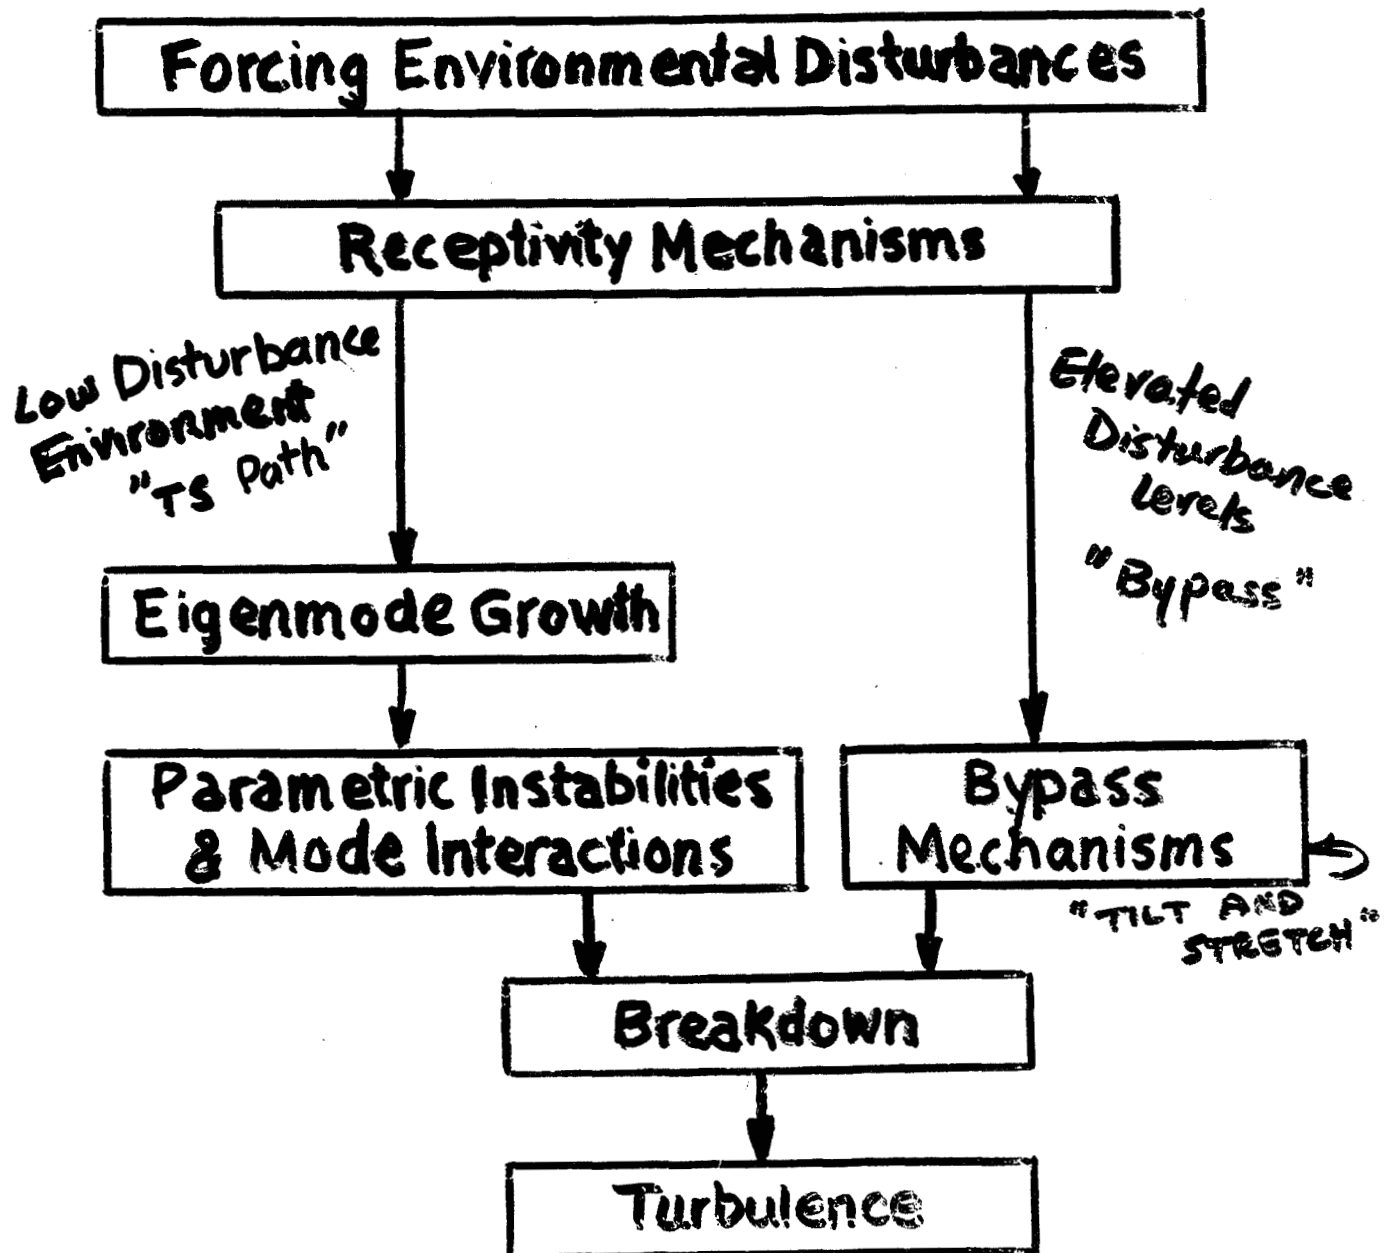 Forcing Environmental Disturbances
Receptivity Mechanisms
Low Disturbance
Environment
"TS Path"
Elevated
Disturbance
Levels
"Bypass"
Eigenmode Growth
Parametric Instabilities
& Mode Interactions
Bypass
Mechanisms
"TILT AND
STRETCH"
Breakdown
Turbulence